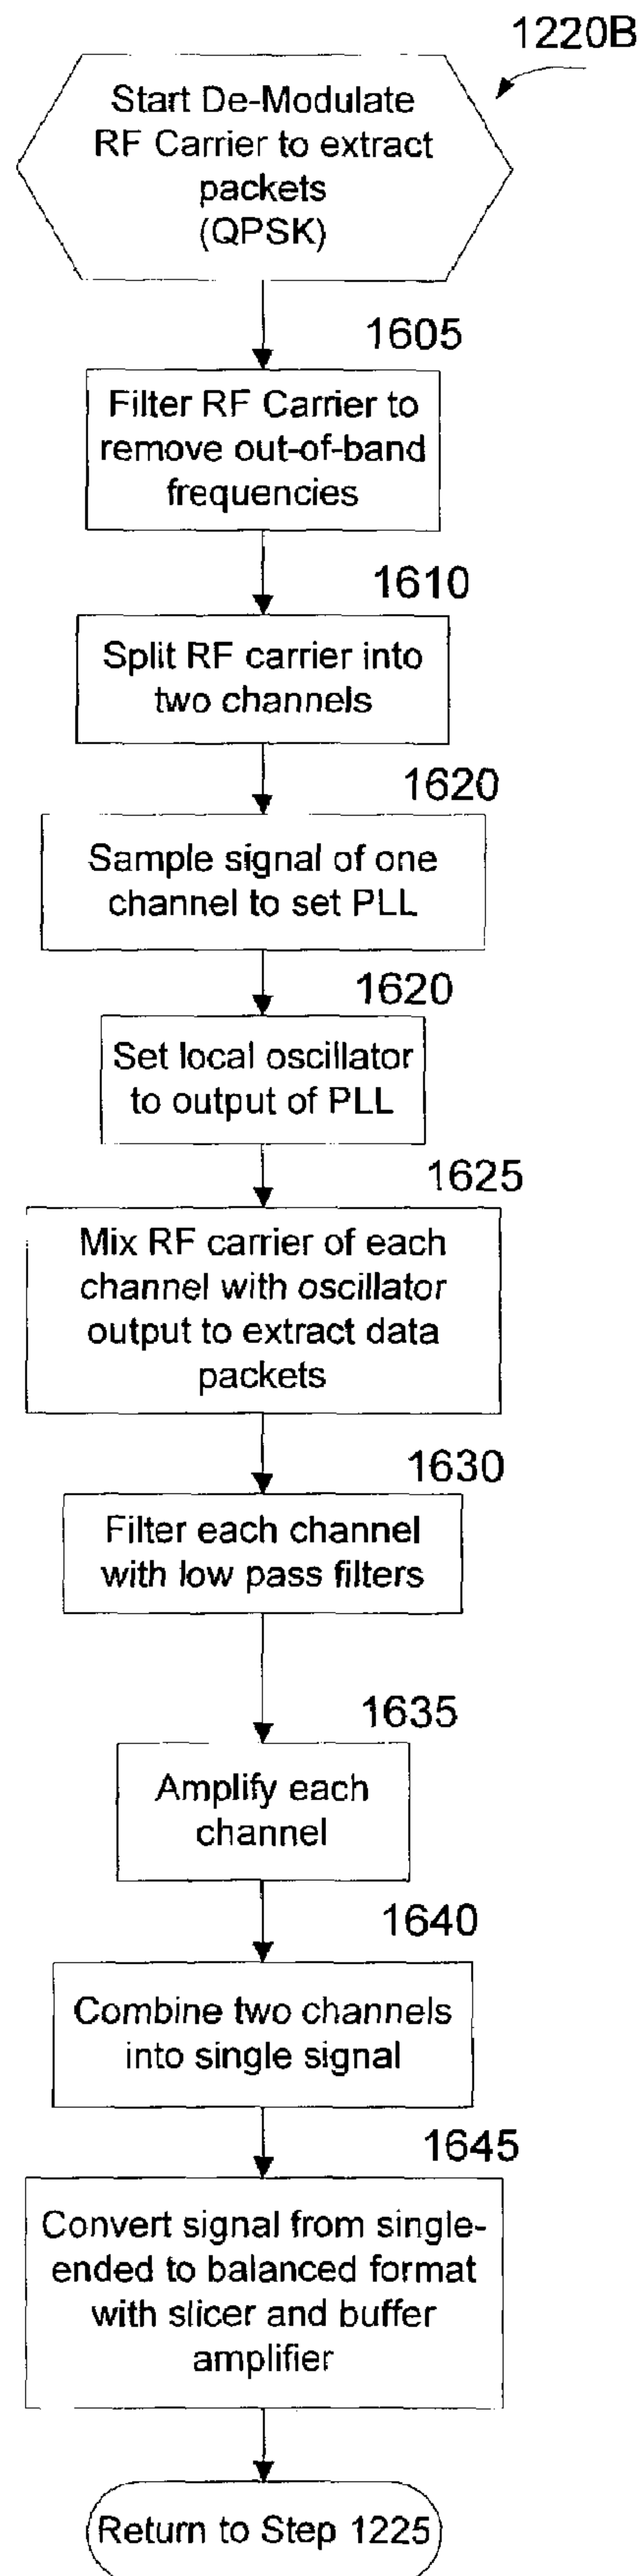 1220B
Start De-Modulate
RF Carrier to extract
packets
(QPSK)
1605
Filter RF Carrier to
remove out-of-band
frequencies
1610
Split RF carrier into
two channels
1620
Sample signal of one
channel to set PLL
1620
Set local oscillator
to output of PLL
1625
Mix RF carrier of each
channel with oscillator
output to extract data
packets
1630
Filter each channel
with low pass filters
1635
Amplify each
channel
1640
Combine two channels
into single signal
1645
Convert signal from single-
ended to balanced format
with slicer and buffer
amplifier
Return to Step 1225